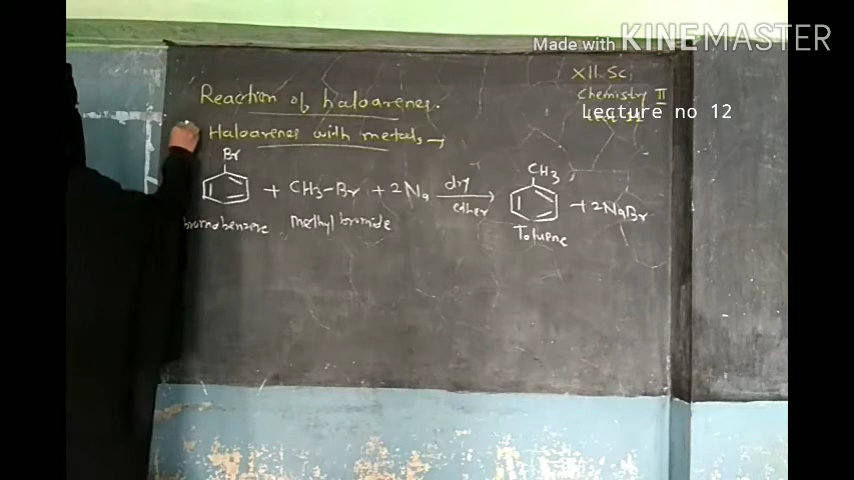 Made with KINEMASTER
XII Sc.
Chemistry II
Lecture no 12
Reaction of haloarenes.
Haloarenes with metals →
Br CH3
+ CH3-Br + 2Na dry ether → + 2NaBr
bromobenzene methyl bromide Toluene